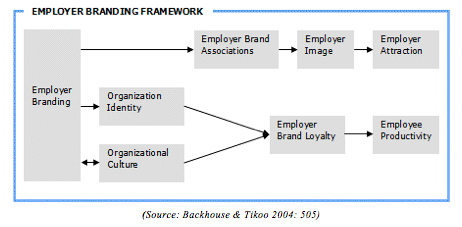 EMPLOYER BRANDING FRAMEWORK
Employer Brand
Associations
Employer
Image
Employer
Attraction
Employer
Branding
Organization
Identity
Organizational
Culture
Employer
Brand Loyalty
Employee
Productivity
(Source: Backhouse & Tikoo 2004: 505)